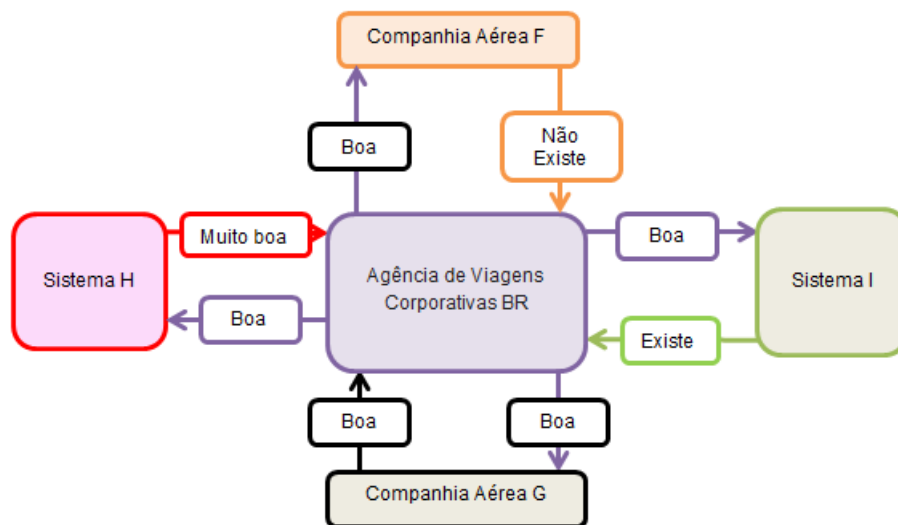 Companhia Aérea F
Boa
Não
Existe
Muito boa
Boa
Sistema H
Agência de Viagens
Corporativas BR
Sistema I
Boa
Existe
Boa
Boa
Companhia Aérea G